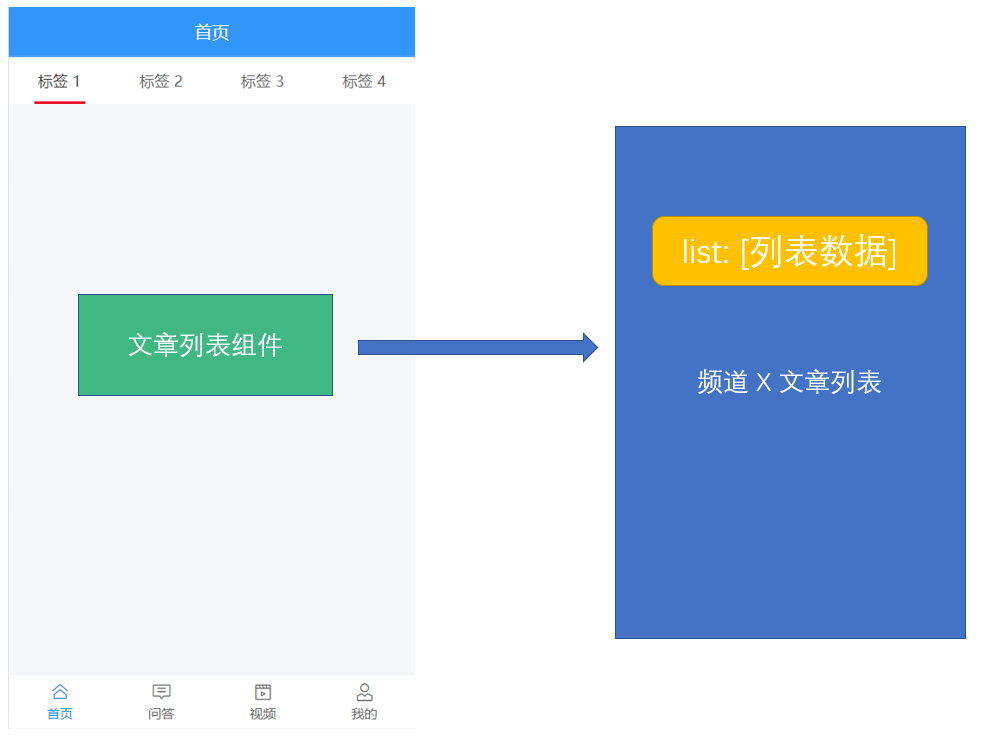 首页
标签 1
标签 2
标签 3
标签 4
文章列表组件
list: [列表数据]
频道 X 文章列表
首页
问答
视频
我的